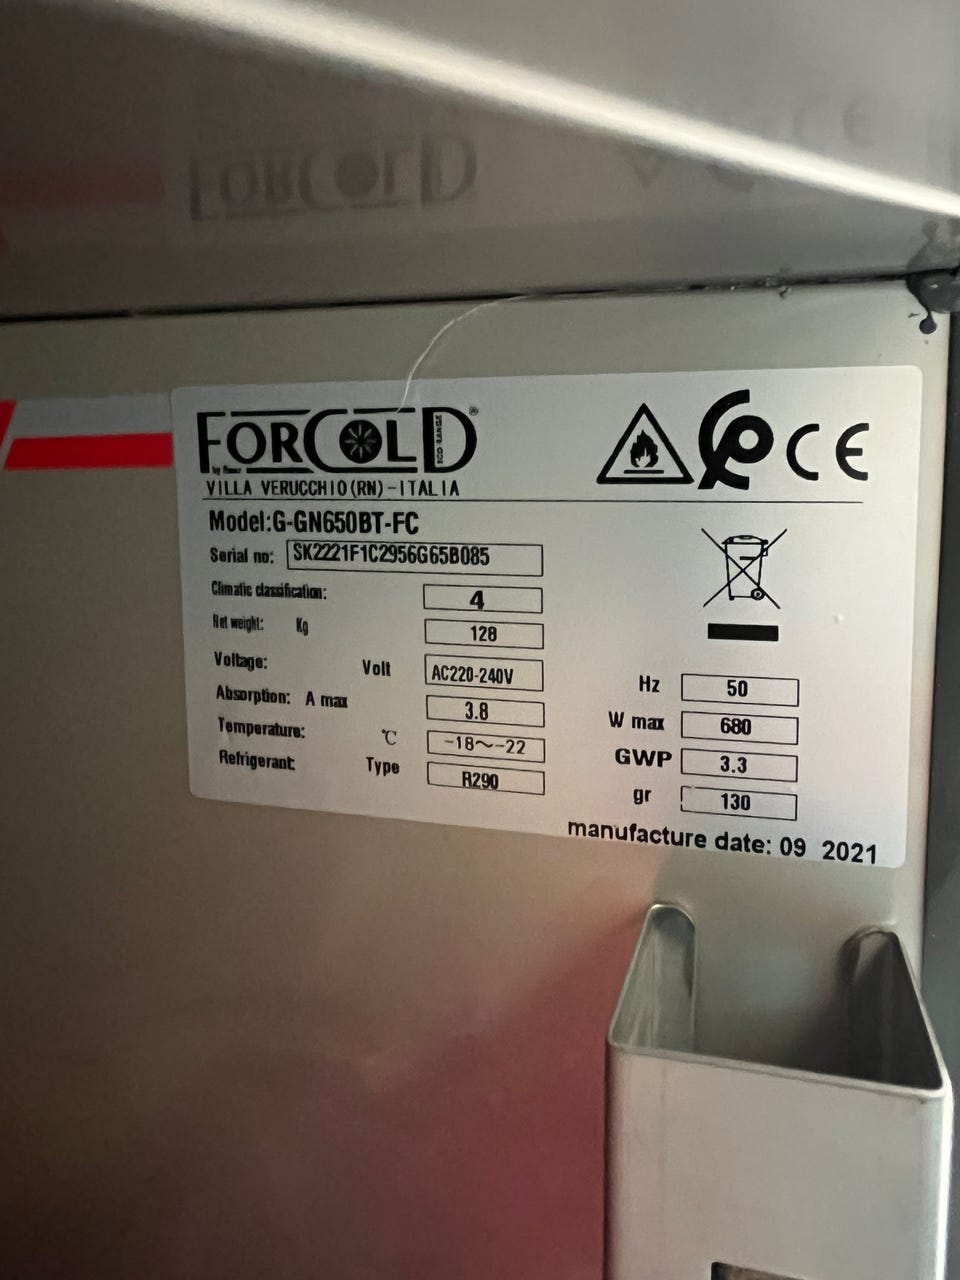 FORCOLD®
ECO RANGE
VILLA VERUCCHIO(RN)-ITALIA
CE
Model:G-GN650BT-FC
Serial no: SK2221F1C2956G65B085
Climatic classification: 4
Net weight: Kg 128
Voltage: Volt AC220-240V
Absorption: A max 3.8
Temperature: ℃ -18~-22
Refrigerant: Type R290
Hz 50
W max 680
GWP 3.3
gr 130
manufacture date: 09 2021